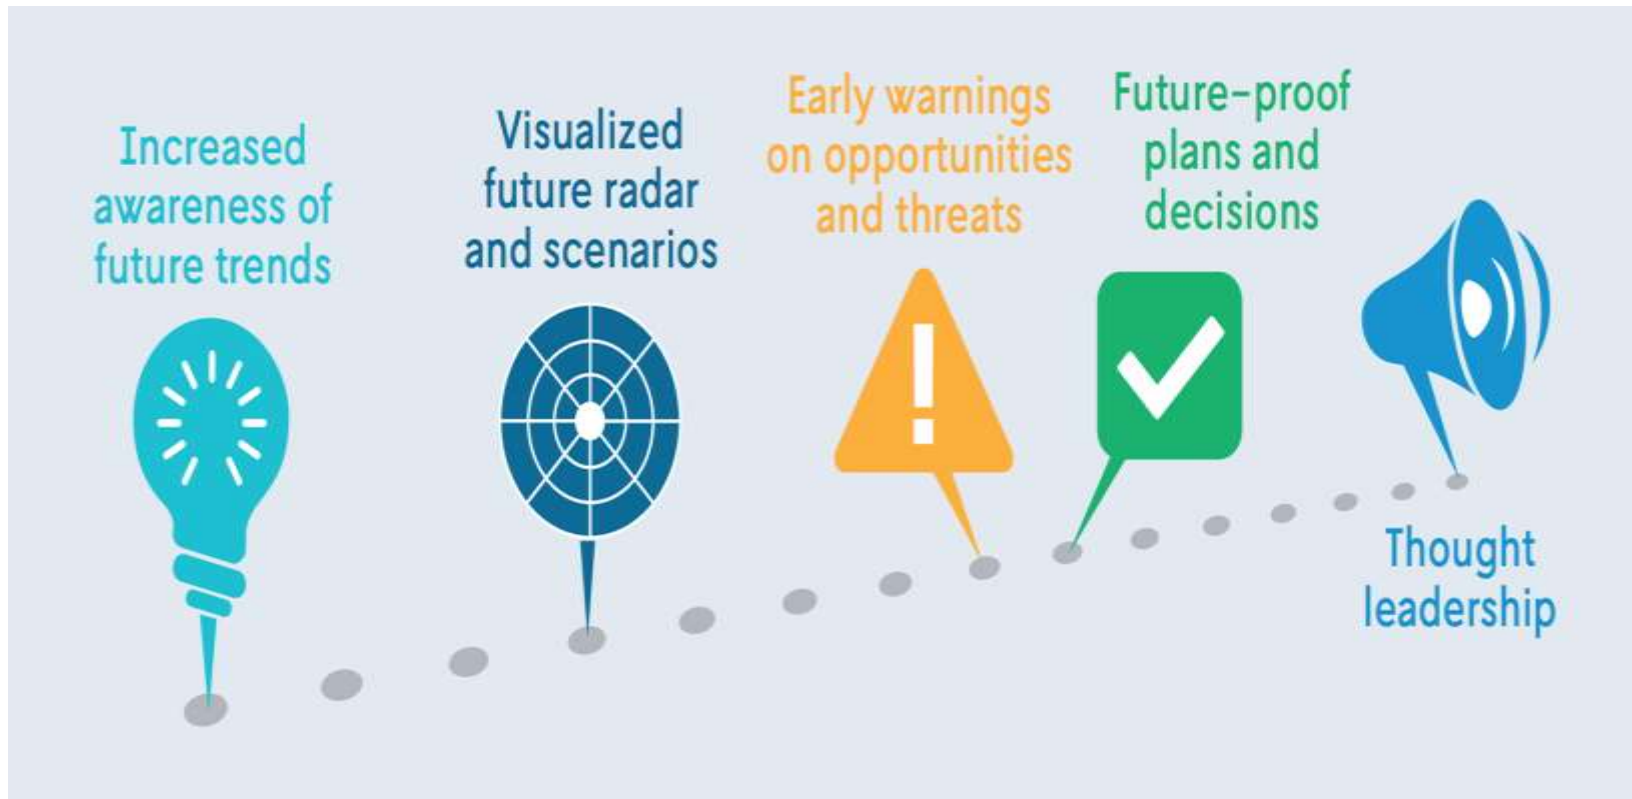 Increased
awareness of
future trends
Visualized
future radar
and scenarios
Early warnings
on opportunities
and threats
Future-proof
plans and
decisions
Thought
leadership